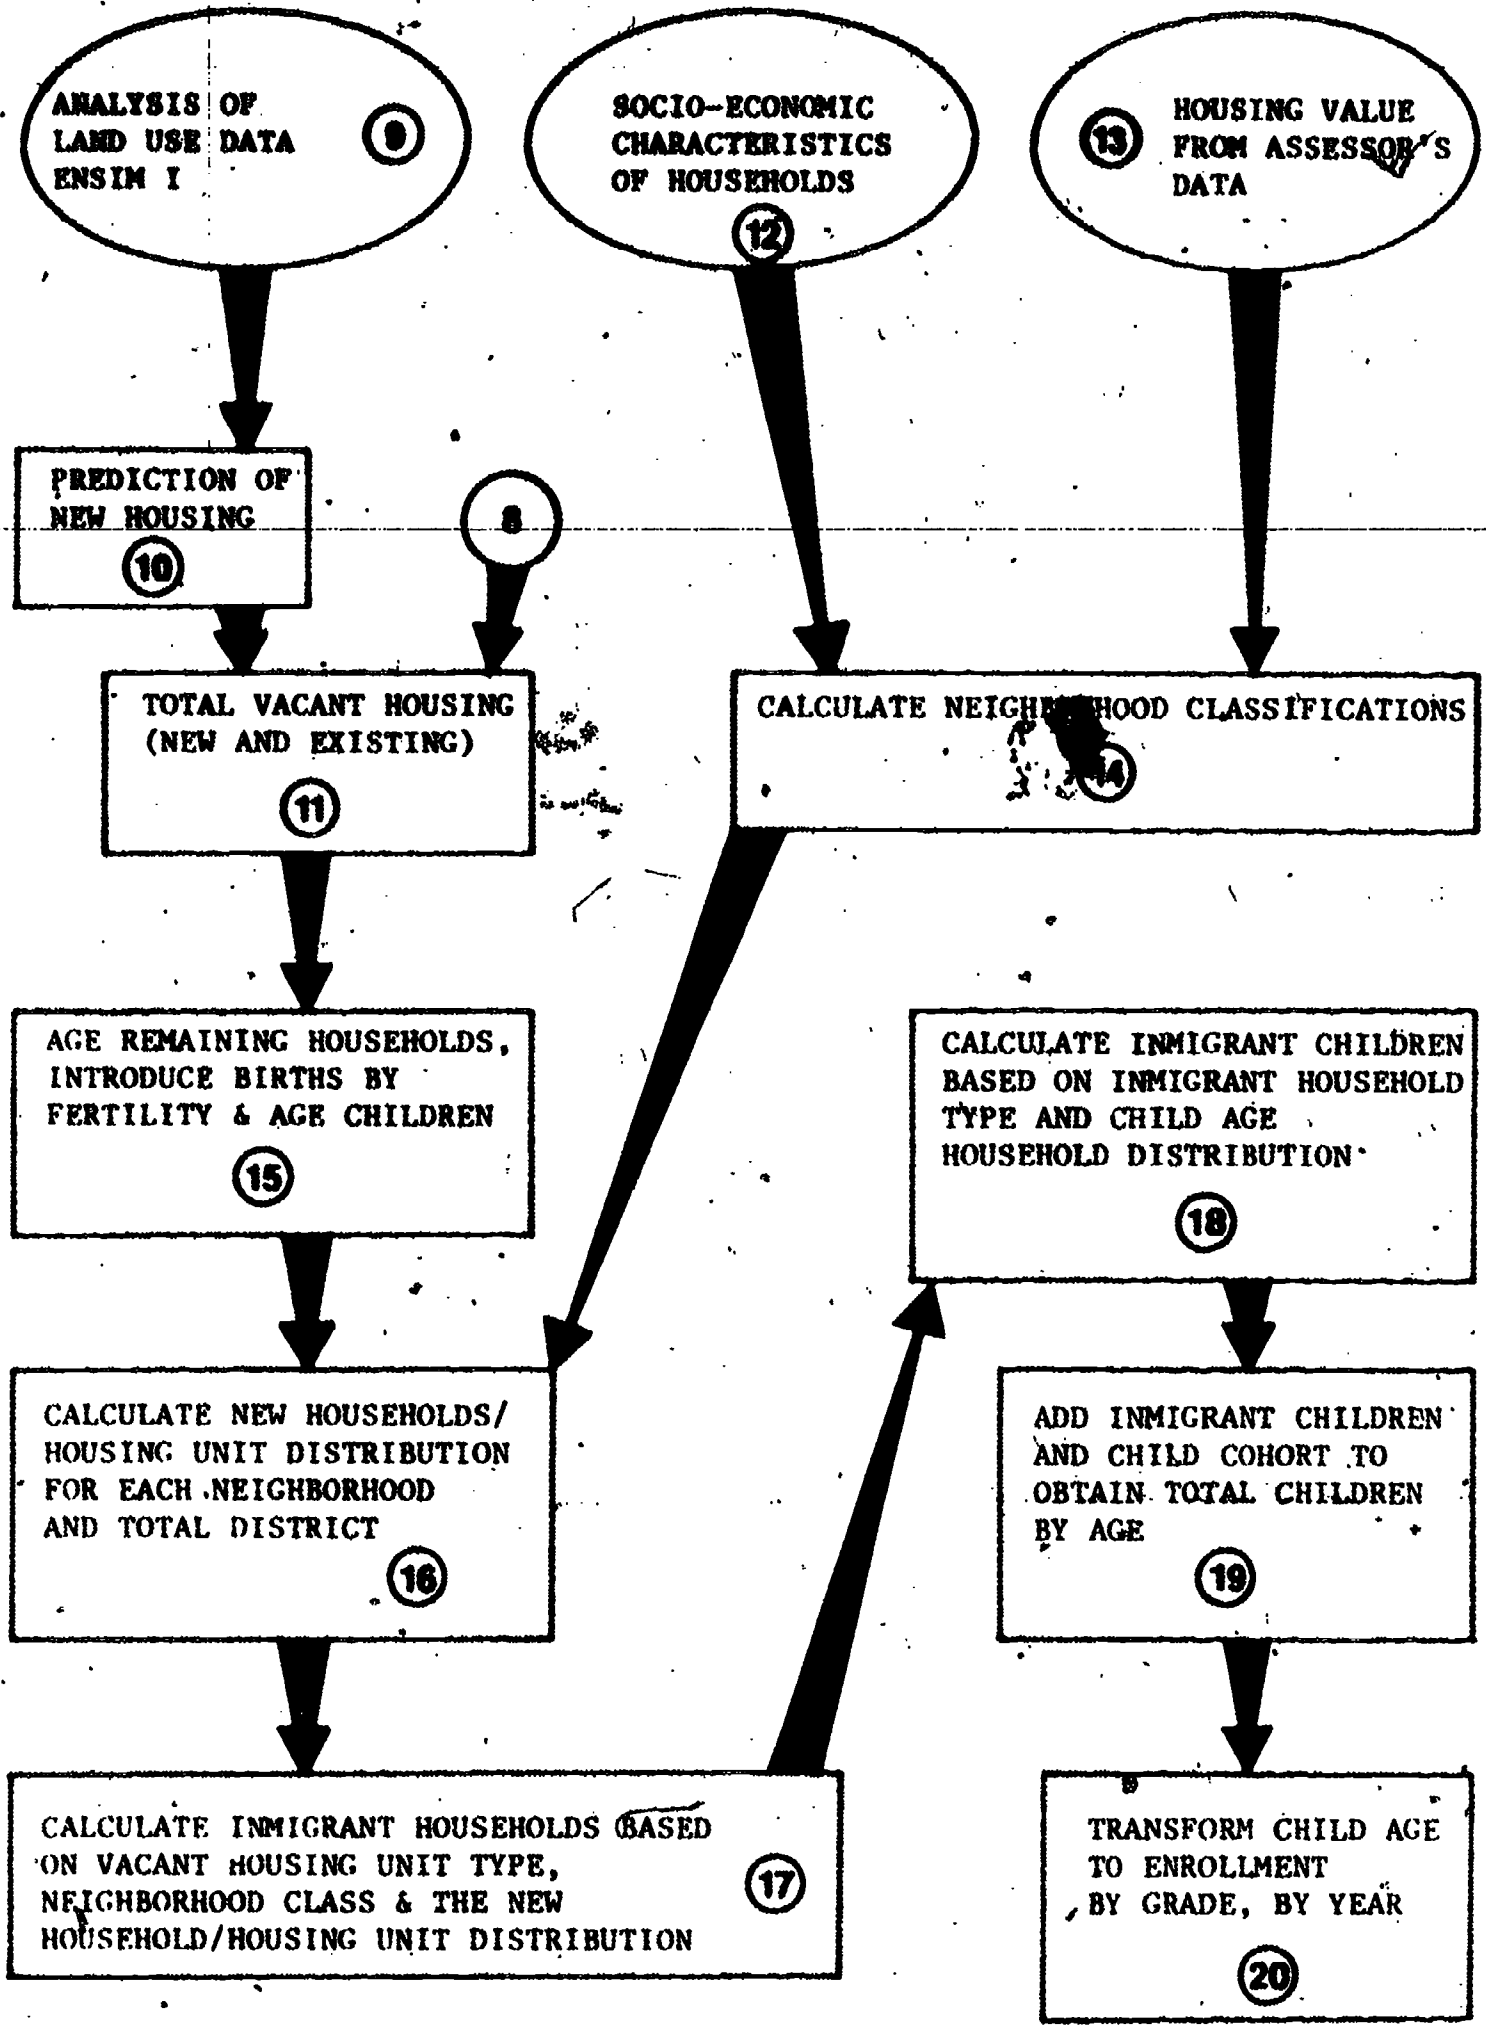 ANALYSIS OF
LAND USE DATA
ENSIM I
9
SOCIO-ECONOMIC
CHARACTERISTICS
OF HOUSEHOLDS
12
13
HOUSING VALUE
FROM ASSESSOR'S
DATA
PREDICTION OF
NEW HOUSING
10
8
TOTAL VACANT HOUSING
(NEW AND EXISTING)
11
CALCULATE CLASSIFICATIONS
14
AGE REMAINING HOUSEHOLDS,
INTRODUCE BIRTHS BY
FERTILITY & AGE CHILDREN
15
CALCULATE INMIGRANT CHILDREN
BASED ON INMIGRANT HOUSEHOLD
TYPE AND CHILD AGE
HOUSEHOLD DISTRIBUTION
18
CALCULATE NEW HOUSEHOLDS/
HOUSING UNIT DISTRIBUTION
FOR EACH NEIGHBORHOOD
AND TOTAL DISTRICT
16
ADD INMIGRANT CHILDREN
AND CHILD COHORT TO
OBTAIN TOTAL CHILDREN
BY AGE
19
CALCULATE INMIGRANT HOUSEHOLDS (BASED
ON VACANT HOUSING UNIT TYPE,
NEIGHBORHOOD CLASS & THE NEW
HOUSEHOLD/HOUSING UNIT DISTRIBUTION
17
TRANSFORM CHILD AGE
TO ENROLLMENT
BY GRADE, BY YEAR
20